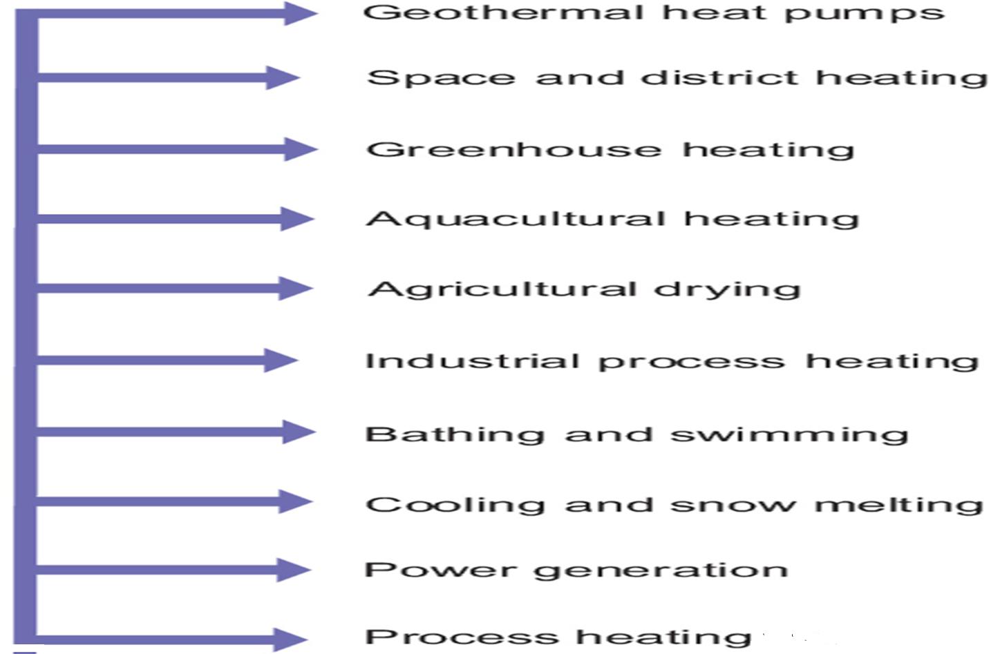 Geothermal heat pumps
Space and district heating
Greenhouse heating
Aquacultural heating
Agricultural drying
Industrial process heating
Bathing and swimming
Cooling and snow melting
Power generation
Process heating